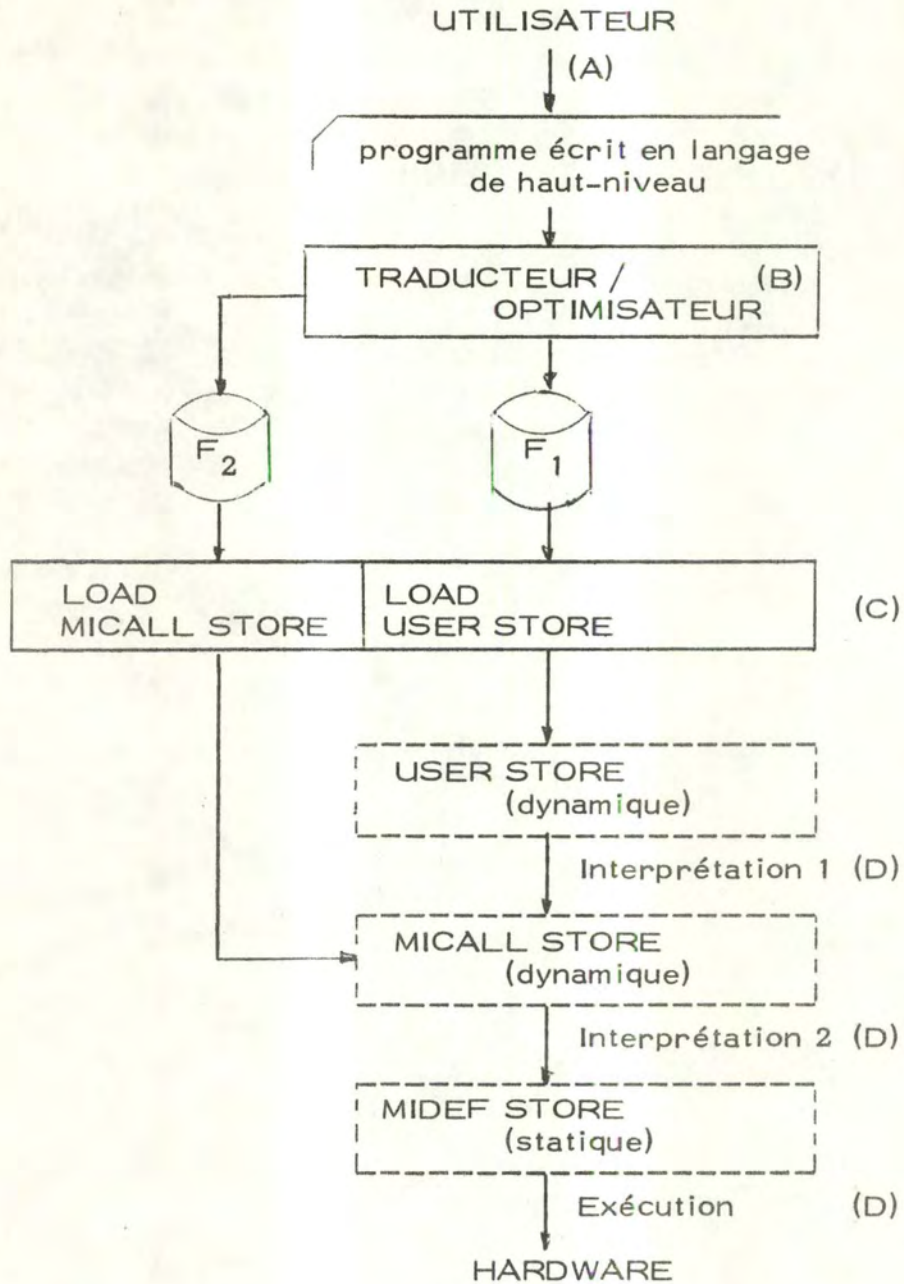 UTILISATEUR
(A)
programme écrit en langage
de haut-niveau
TRADUCTEUR / (B)
OPTIMISATEUR
F2
F1
LOAD
MICALL STORE
LOAD
USER STORE
(C)
USER STORE
(dynamique)
Interprétation 1 (D)
MICALL STORE
(dynamique)
Interprétation 2 (D)
MIDEF STORE
(statique)
Exécution (D)
HARDWARE